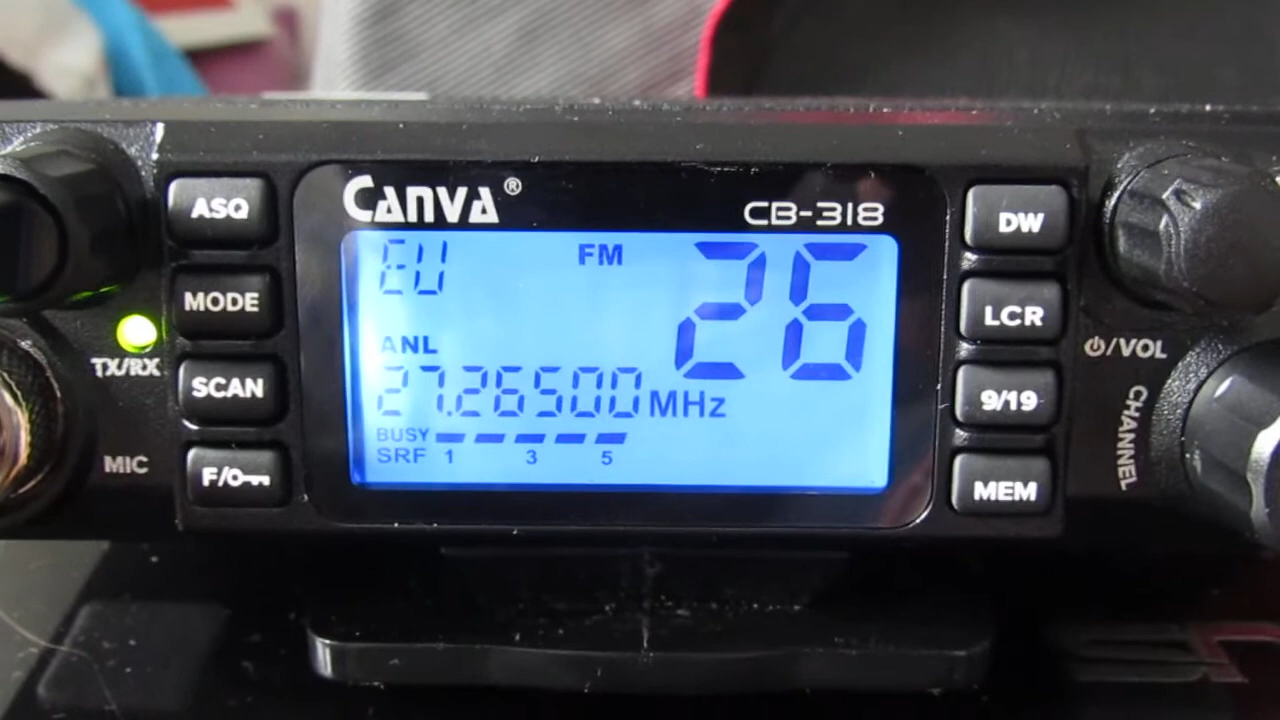 CANVA®
CB-318
ASQ
MODE
SCAN
F/
TX/RX
MIC
EU
FM
26
ANL
27.26500 MHz
BUSY
SRF 1 3 5
DW
LCR
9/19
MEM
/VOL
CHANNEL